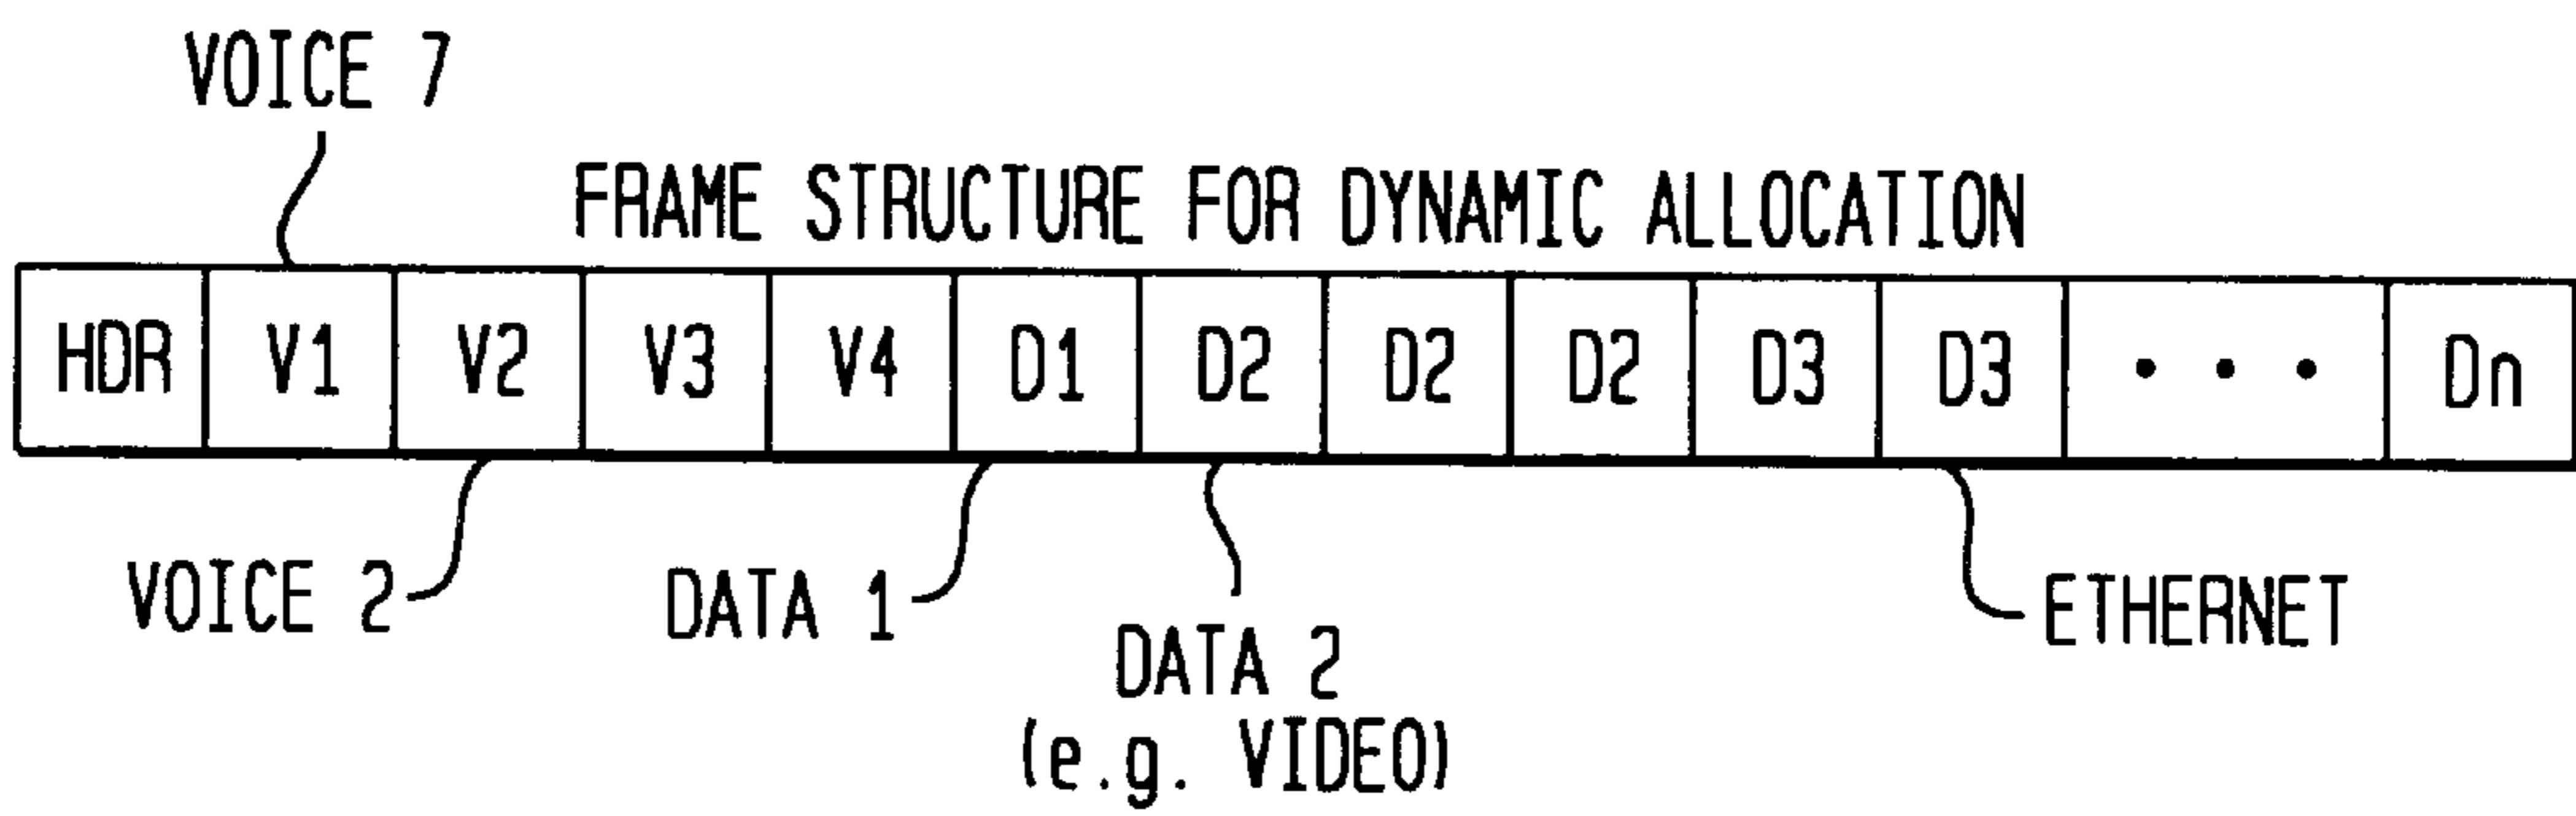 VOICE 7
FRAME STRUCTURE FOR DYNAMIC ALLOCATION
HDR V1 V2 V3 V4 D1 D2 D2 D2 D3 D3 • • • Dn
VOICE 2
DATA 1
DATA 2
(e.g. VIDEO)
ETHERNET